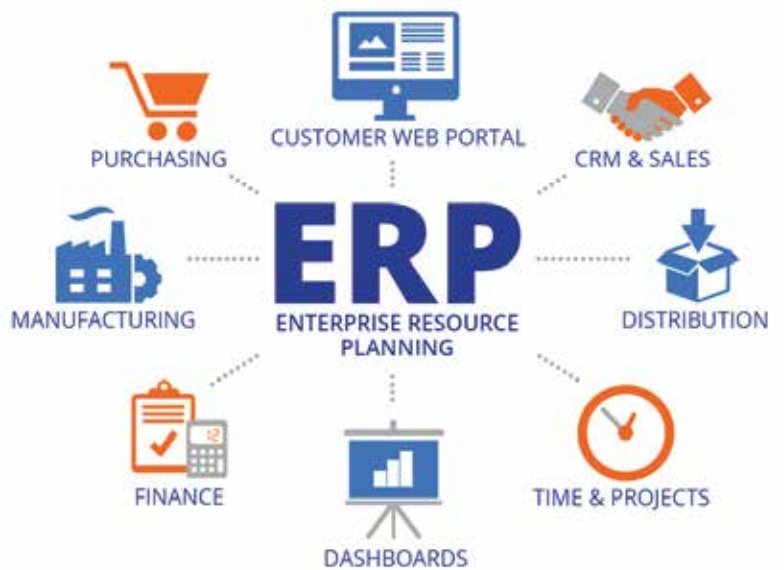 CUSTOMER WEB PORTAL
PURCHASING
CRM & SALES
ERP
ENTERPRISE RESOURCE
PLANNING
MANUFACTURING
DISTRIBUTION
12
FINANCE
TIME & PROJECTS
DASHBOARDS